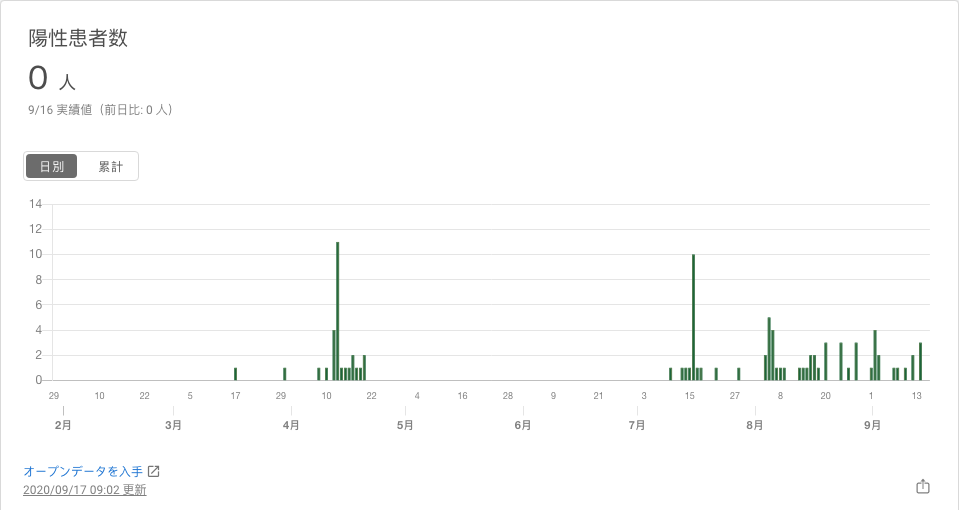 陽性患者数
0 人
9/16 実績値（前日比: 0 人）
日別 累計
14
12
10
8
6
4
2
0
29 10 22 5 17 29 10 22 4 16 28 9 21 3 15 27 8 20 1 13
2月 3月 4月 5月 6月 7月 8月 9月
オープンデータを入手
2020/09/17 09:02 更新